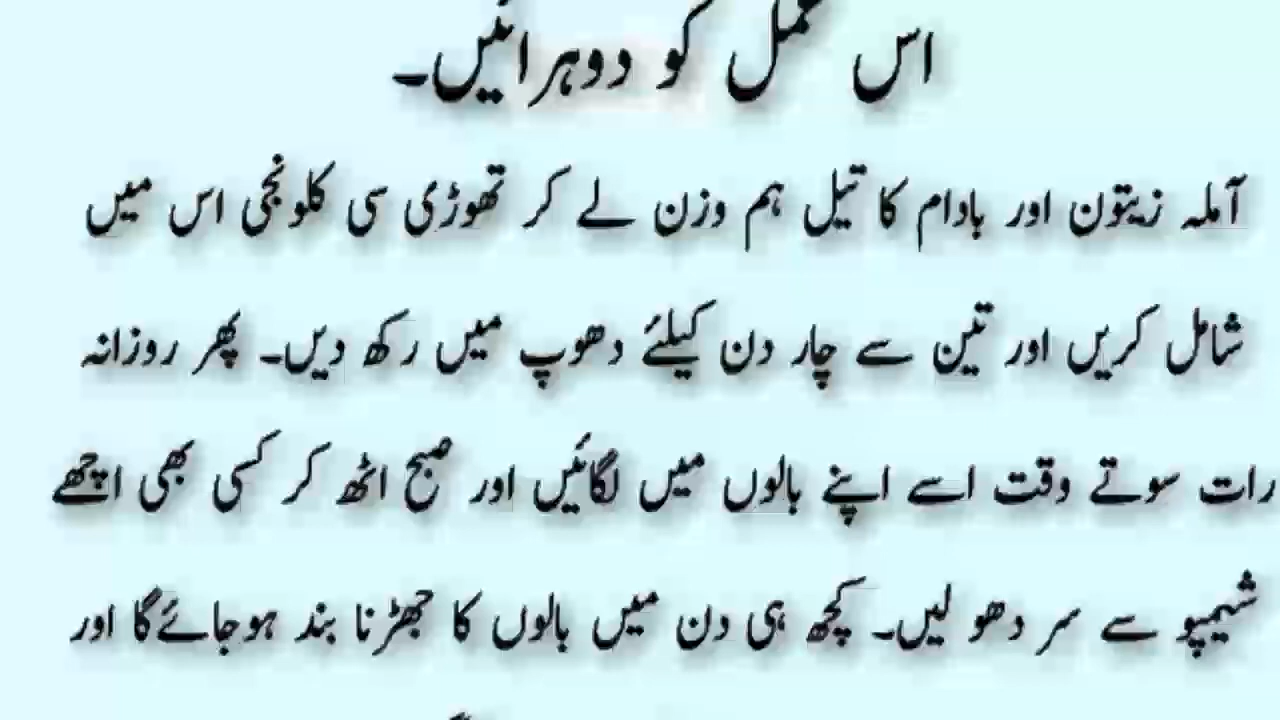 اس عمل کو دوہرائیں۔
آملہ زیتون اور بادام کا تیل ہم وزن لے کر تھوڑی سی کلونجی اس میں
شامل کریں اور تین سے چار دن کیلئے دھوپ میں رکھ دیں۔ پھر روزانہ
رات سوتے وقت اسے اپنے بالوں میں لگائیں اور صبح اٹھ کر کسی بھی اچھے
شیمپو سے سر دھو لیں۔ کچھ ہی دن میں بالوں کا جھڑنا بند ہوجائےگا اور